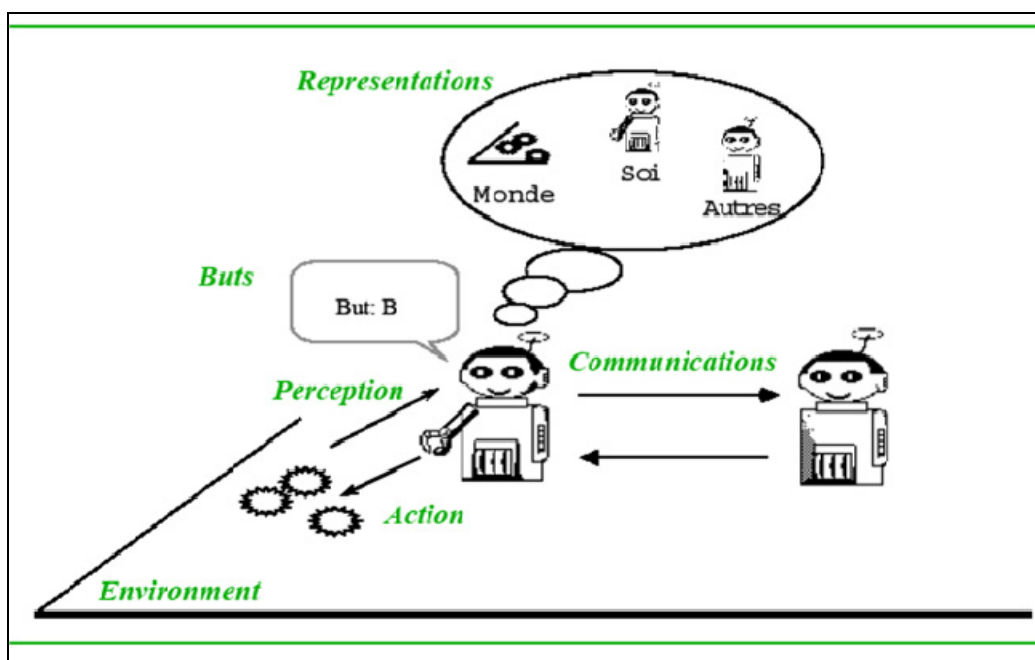 Representations
Soi
Monde
Autres
Buts
But: B
Communications
Perception
Action
Environment